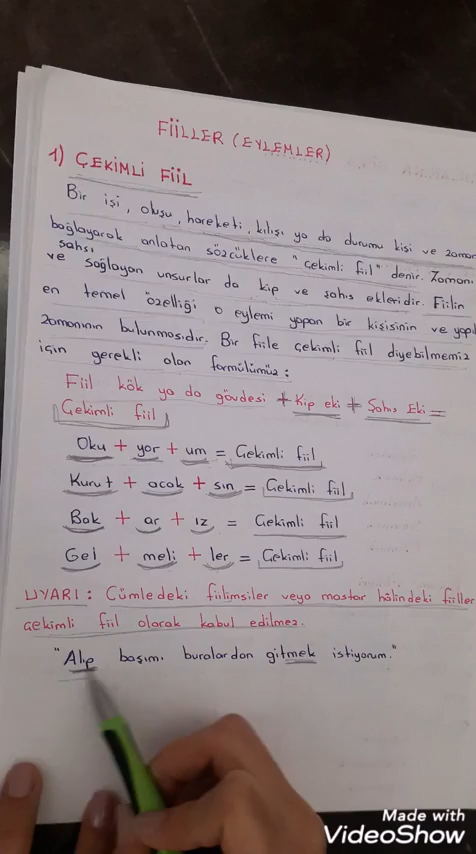 FİİLLER (EYLEMLER)
1) ÇEKİMLİ FİİL
Bir işi, oluşu, hareketi, kılışı ya da durumu kişi ve zaman
bağlayarak anlatan sözcüklere "çekimli fiil" denir. Zamanı
ve şahsı sağlayan unsurlar da kip ve şahıs ekleridir. Fiilin
en temel özelliği o eylemi yapan bir kişisinin ve yapıl
zamanının bulunmasıdır. Bir fiile çekimli fiil diyebilmemiz
için gerekli olan formülümüz:
Fiil kök ya da gövdesi + Kip eki + Şahıs Eki =
Çekimli fiil
Oku + yor + um = Çekimli fiil
Kurut + acak + sın = Çekimli fiil
Bak + ar + ız = Çekimli fiil
Gel + meli + ler = Çekimli fiil
UYARI: Cümledeki fiilimsiler veya mastar hâlindeki fiiller
çekimli fiil olarak kabul edilmez.
"Alıp başımı buralardan gitmek istiyorum."
Made with
VideoShow